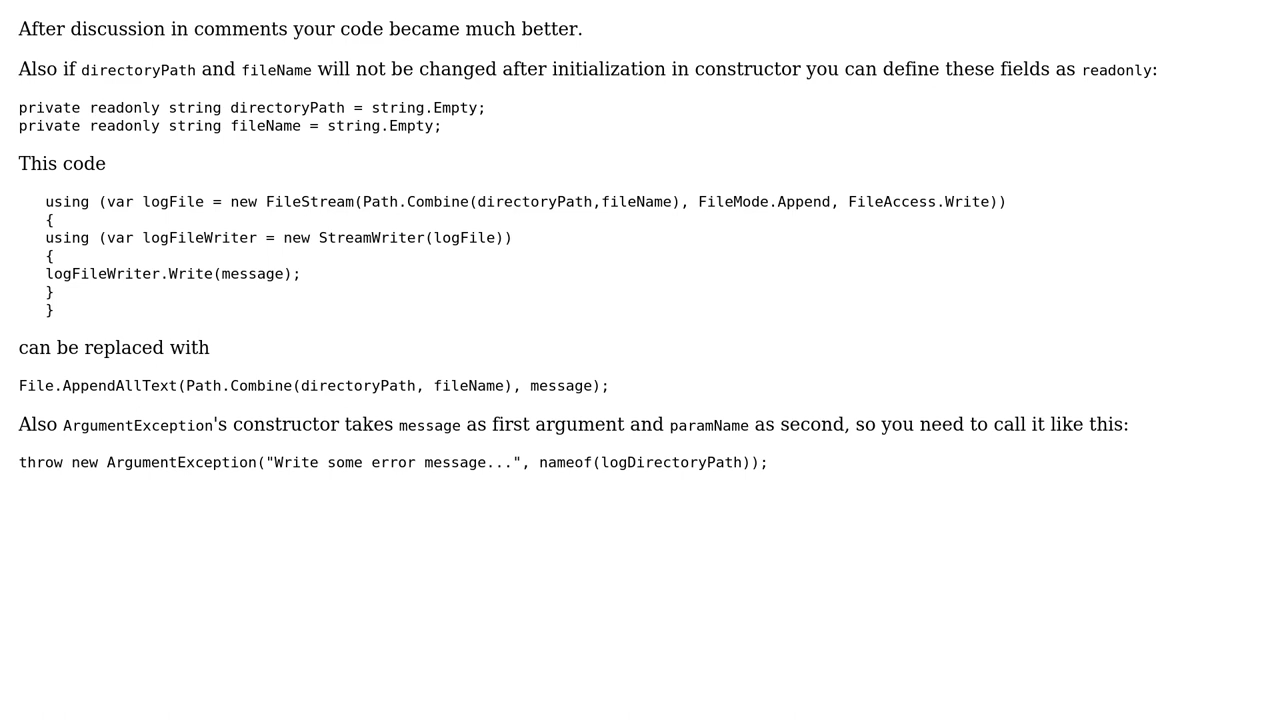 After discussion in comments your code became much better.
Also if directoryPath and fileName will not be changed after initialization in constructor you can define these fields as readonly:
private readonly string directoryPath = string.Empty;
private readonly string fileName = string.Empty;
This code
using (var logFile = new FileStream(Path.Combine(directoryPath,fileName), FileMode.Append, FileAccess.Write))
{
using (var logFileWriter = new StreamWriter(logFile))
{
logFileWriter.Write(message);
}
}
can be replaced with
File.AppendAllText(Path.Combine(directoryPath, fileName), message);
Also ArgumentException's constructor takes message as first argument and paramName as second, so you need to call it like this:
throw new ArgumentException("Write some error message...", nameof(logDirectoryPath));